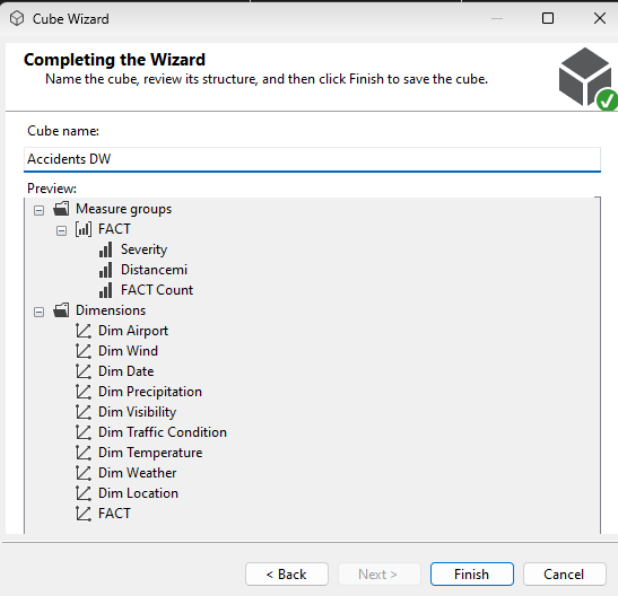 Cube Wizard
Completing the Wizard
Name the cube, review its structure, and then click Finish to save the cube.
Cube name:
Accidents DW
Preview:
Measure groups
FACT
Severity
Distancemi
FACT Count
Dimensions
Dim Airport
Dim Wind
Dim Date
Dim Precipitation
Dim Visibility
Dim Traffic Condition
Dim Temperature
Dim Weather
Dim Location
FACT
< Back Next > Finish Cancel